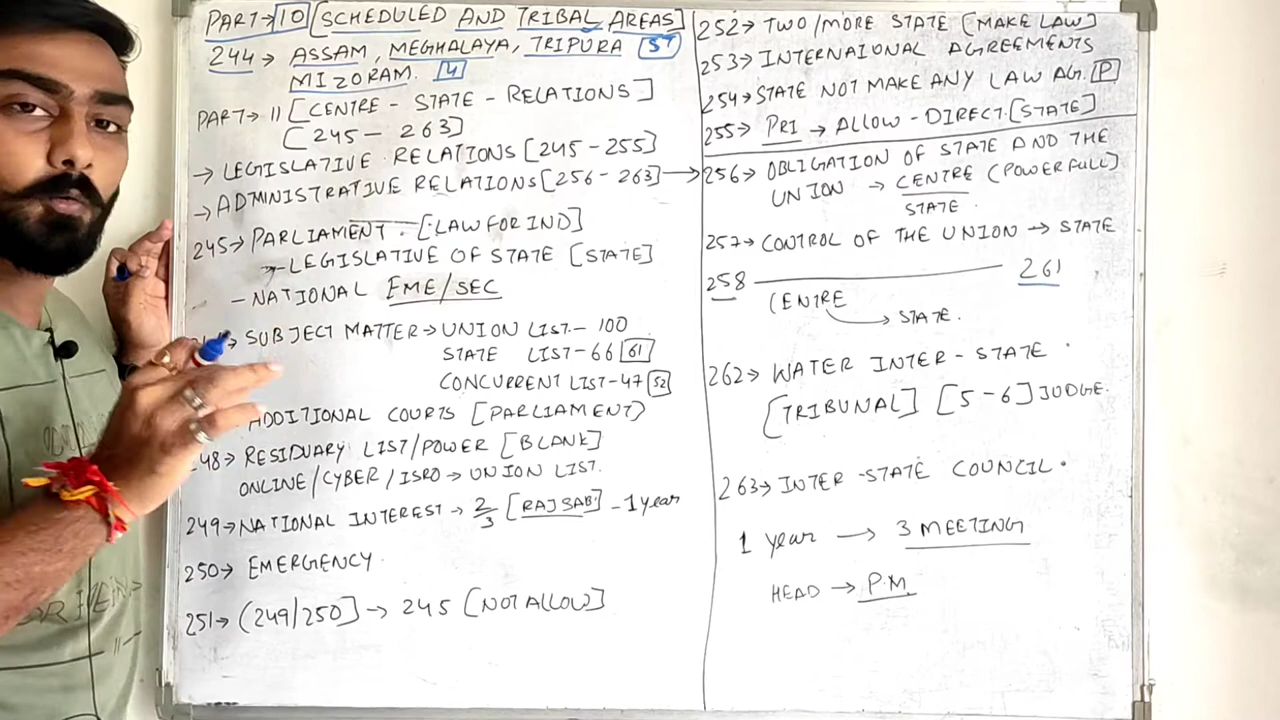 PART→10 [SCHEDULED AND TRIBAL AREAS]
244→ ASSAM, MEGHALAYA, TRIPURA 5th
MIZORAM. 4
PART→ 11 [CENTRE - STATE - RELATIONS]
[245 - 263]
→ LEGISLATIVE RELATIONS [245 - 255]
→ ADMINISTRATIVE RELATIONS [256 - 263] →
245→ PARLIAMENT. [LAW FOR IND]
- LEGISLATIVE OF STATE [STATE]
- NATIONAL EME/SEC
→ SUBJECT MATTER → UNION LIST - 100
STATE LIST - 66 61
CONCURRENT LIST - 47 52
ADDITIONAL COURTS [PARLIAMENT]
48→ RESIDUARY LIST/POWER [BLANK]
ONLINE/CYBER/ISRO → UNION LIST.
249→ NATIONAL INTEREST → 2/3 [RAJSAB] - 1 year
250→ EMERGENCY.
251→ (249/250] → 245 [NOT ALLOW]
252→ TWO/MORE STATE [MAKE LAW]
253→ INTERNAIONAL AGREEMENTS
254→ STATE NOT MAKE ANY LAW AG. P
255→ PRI → ALLOW - DIRECT. [STATE]
256→ OBLIGATION OF STATE AND THE
UNION → CENTRE (POWERFULL)
STATE.
257→ CONTROL OF THE UNION → STATE
258 — 261
CENTRE
→ STATE.
262→ WATER INTER - STATE.
[TRIBUNAL] [5 - 6] JUDGE.
263→ INTER - STATE COUNCIL.
1 year → 3 MEETING
HEAD → P.M.